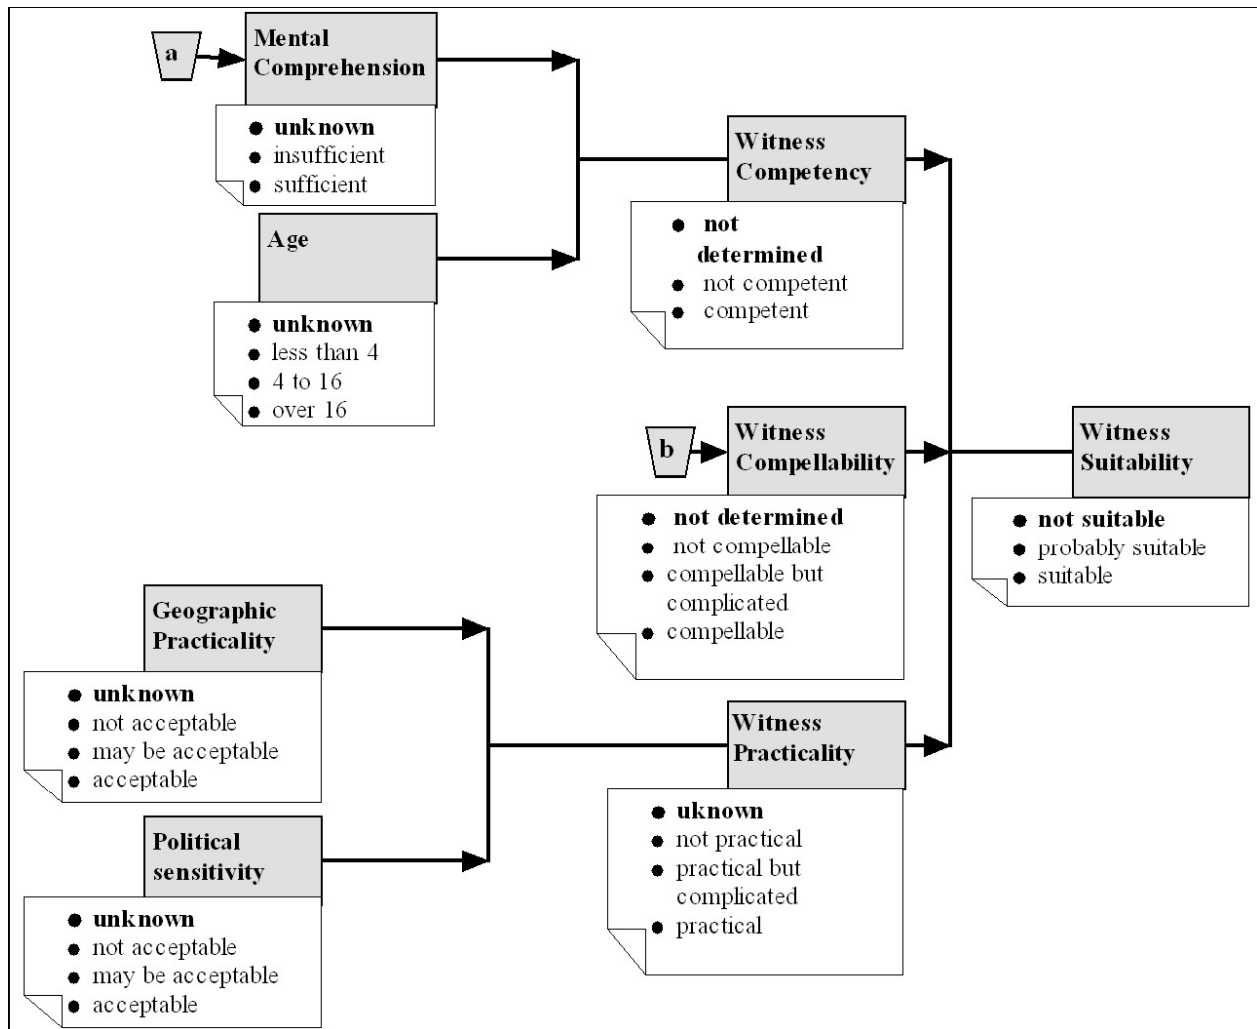 a
Mental
Comprehension
● unknown
● insufficient
● sufficient
Age
● unknown
● less than 4
● 4 to 16
● over 16
Witness
Competency
● not
determined
● not competent
● competent
b
Witness
Compellability
● not determined
● not compellable
● compellable but
complicated
● compellable
Witness
Suitability
● not suitable
● probably suitable
● suitable
Geographic
Practicality
● unknown
● not acceptable
● may be acceptable
● acceptable
Political
sensitivity
● unknown
● not acceptable
● may be acceptable
● acceptable
Witness
Practicality
● uknown
● not practical
● practical but
complicated
● practical